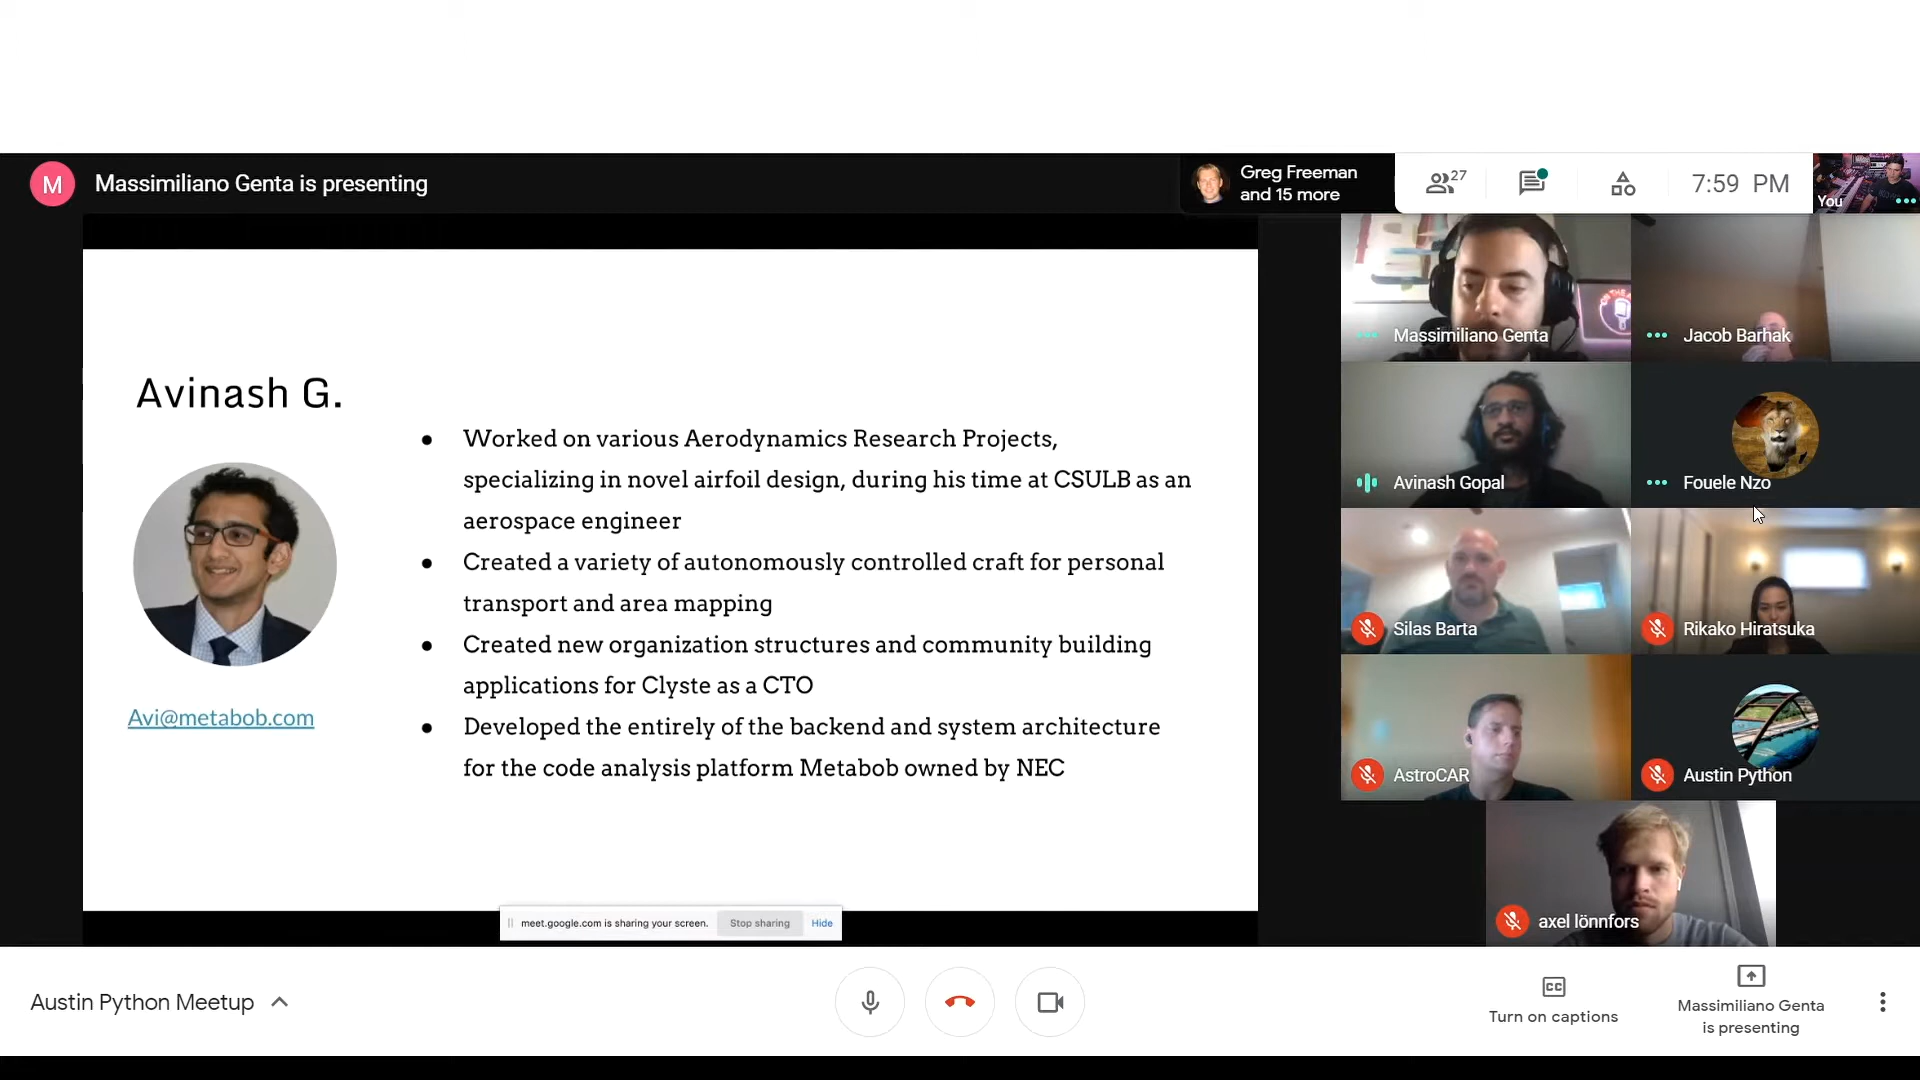 M
Massimiliano Genta is presenting
Greg Freeman
and 15 more
27
7:59 PM
You
Avinash G.
Avi@metabob.com
● Worked on various Aerodynamics Research Projects,
specializing in novel airfoil design, during his time at CSULB as an
aerospace engineer
● Created a variety of autonomously controlled craft for personal
transport and area mapping
● Created new organization structures and community building
applications for Clyste as a CTO
● Developed the entirely of the backend and system architecture
for the code analysis platform Metabob owned by NEC
Massimiliano Genta
Jacob Barhak
Avinash Gopal
Fouele Nzo
Silas Barta
Rikako Hiratsuka
AstroCAR
Austin Python
axel lönnfors
meet.google.com is sharing your screen.
Stop sharing
Hide
Austin Python Meetup
CC
Turn on captions
Massimiliano Genta
is presenting